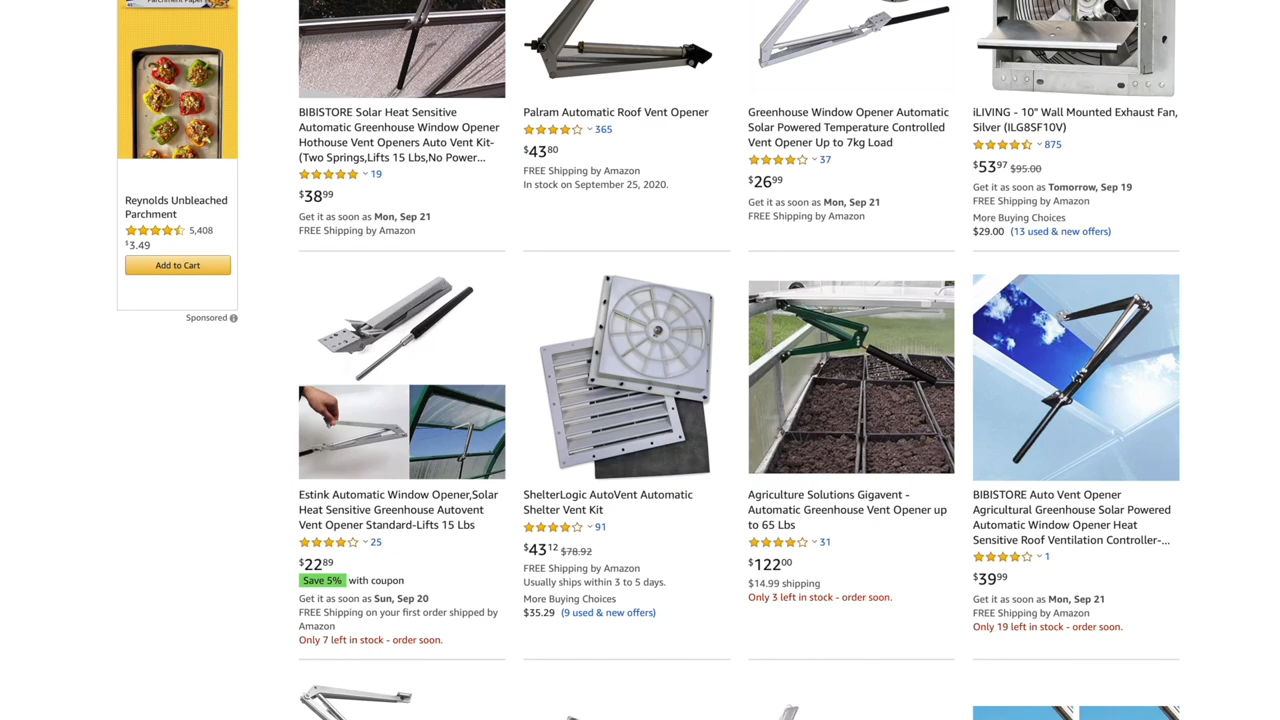 Parchment Paper
Reynolds Unbleached
Parchment
5,408
$3.49
Add to Cart
Sponsored
BIBISTORE Solar Heat Sensitive
Automatic Greenhouse Window Opener
Hothouse Vent Openers Auto Vent Kit-
(Two Springs,Lifts 15 Lbs,No Power...
19
$38.99
Get it as soon as Mon, Sep 21
FREE Shipping by Amazon
Palram Automatic Roof Vent Opener
365
$43.80
FREE Shipping by Amazon
In stock on September 25, 2020.
Greenhouse Window Opener Automatic
Solar Powered Temperature Controlled
Vent Opener Up to 7kg Load
37
$26.99
Get it as soon as Mon, Sep 21
FREE Shipping by Amazon
iLIVING - 10" Wall Mounted Exhaust Fan,
Silver (ILG8SF10V)
875
$53.97 $95.00
Get it as soon as Tomorrow, Sep 19
FREE Shipping by Amazon
More Buying Choices
$29.00 (13 used & new offers)
Estink Automatic Window Opener,Solar
Heat Sensitive Greenhouse Autovent
Vent Opener Standard-Lifts 15 Lbs
25
$22.89
Save 5% with coupon
Get it as soon as Sun, Sep 20
FREE Shipping on your first order shipped by
Amazon
Only 7 left in stock - order soon.
ShelterLogic AutoVent Automatic
Shelter Vent Kit
91
$43.12 $78.92
FREE Shipping by Amazon
Usually ships within 3 to 5 days.
More Buying Choices
$35.29 (9 used & new offers)
Agriculture Solutions Gigavent -
Automatic Greenhouse Vent Opener up
to 65 Lbs
31
$122.00
$14.99 shipping
Only 3 left in stock - order soon.
BIBISTORE Auto Vent Opener
Agricultural Greenhouse Solar Powered
Automatic Window Opener Heat
Sensitive Roof Ventilation Controller-...
1
$39.99
Get it as soon as Mon, Sep 21
FREE Shipping by Amazon
Only 19 left in stock - order soon.